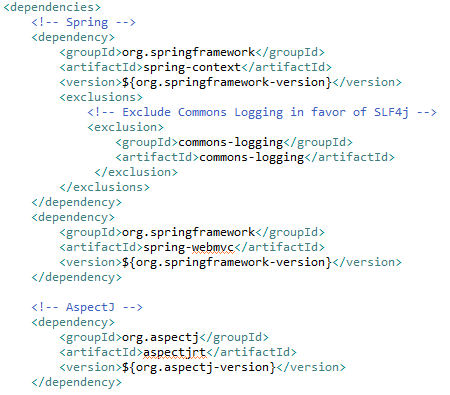 <dependencies>
<!-- Spring -->
<dependency>
<groupId>org.springframework</groupId>
<artifactId>spring-context</artifactId>
<version>${org.springframework-version}</version>
<exclusions>
<!-- Exclude Commons Logging in favor of SLF4j -->
<exclusion>
<groupId>commons-logging</groupId>
<artifactId>commons-logging</artifactId>
</exclusion>
</exclusions>
</dependency>
<dependency>
<groupId>org.springframework</groupId>
<artifactId>spring-webmvc</artifactId>
<version>${org.springframework-version}</version>
</dependency>
<!-- AspectJ -->
<dependency>
<groupId>org.aspectj</groupId>
<artifactId>aspectjrt</artifactId>
<version>${org.aspectj-version}</version>
</dependency>